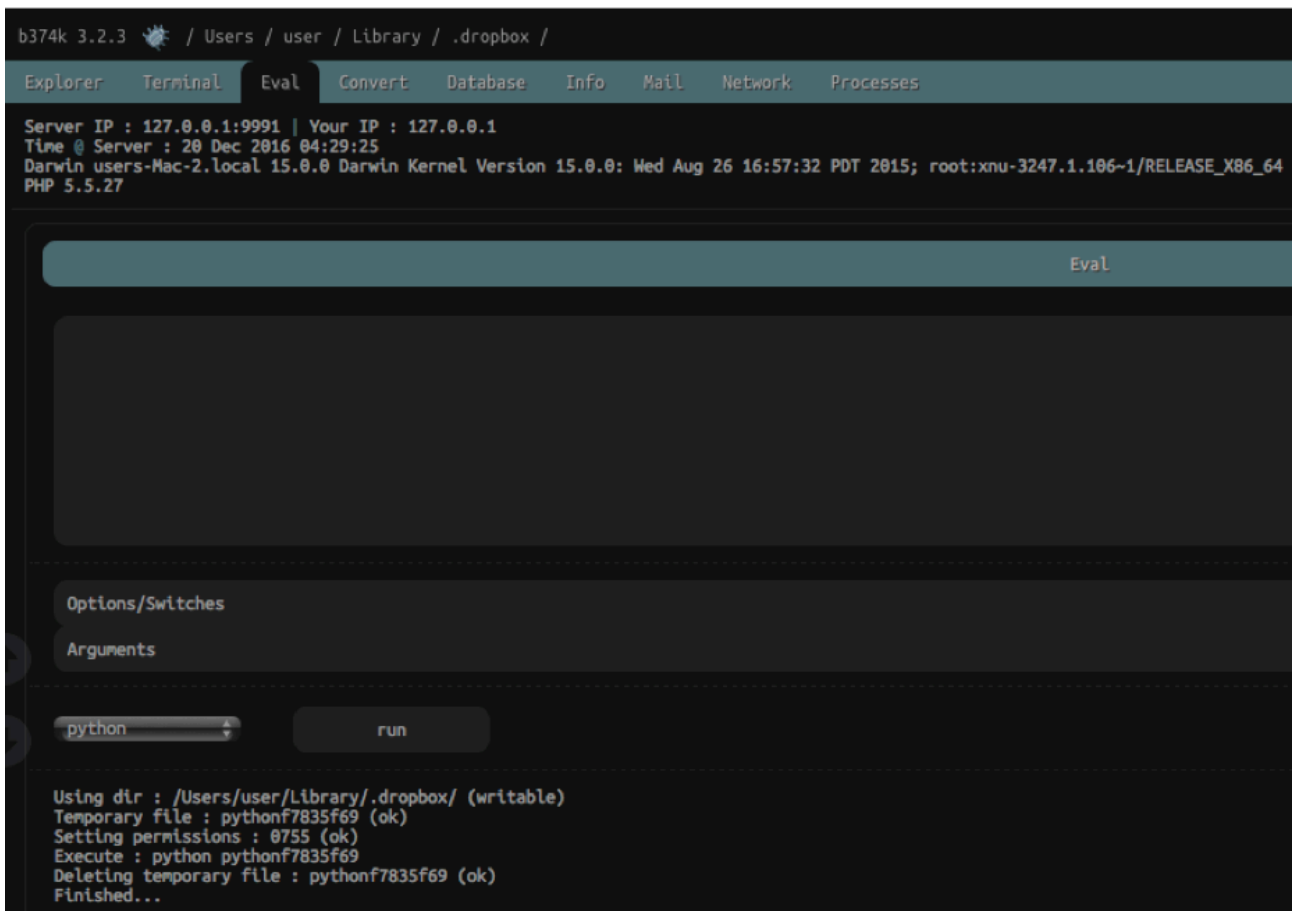 b374k 3.2.3 / Users / user / Library / .dropbox /
Explorer Terminal Eval Convert Database Info Mail Network Processes
Server IP : 127.0.0.1:9991 | Your IP : 127.0.0.1
Time @ Server : 20 Dec 2016 04:29:25
Darwin users-Mac-2.local 15.0.0 Darwin Kernel Version 15.0.0: Wed Aug 26 16:57:32 PDT 2015; root:xnu-3247.1.106~1/RELEASE_X86_64
PHP 5.5.27
Eval
Options/Switches
Arguments
python run
Using dir : /Users/user/Library/.dropbox/ (writable)
Temporary file : pythonf7835f69 (ok)
Setting permissions : 0755 (ok)
Execute : python pythonf7835f69
Deleting temporary file : pythonf7835f69 (ok)
Finished...